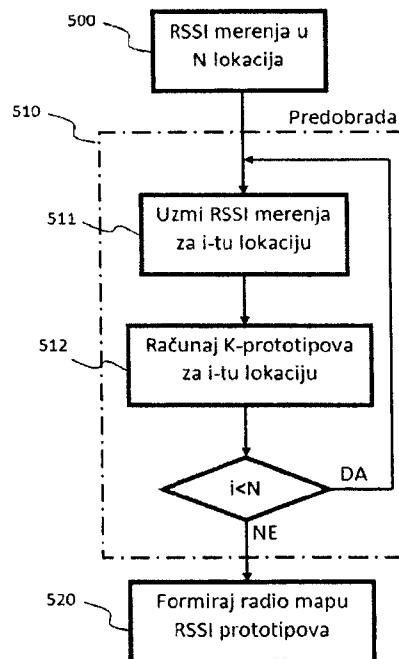 500
RSSI merenja u
N lokacija
510
Predobrada
511
Uzmi RSSI merenja
za i-tu lokaciju
512
Računaj K-prototipova
za i-tu lokaciju
i<N
DA
NE
520
Formiraj radio mapu
RSSI prototipova